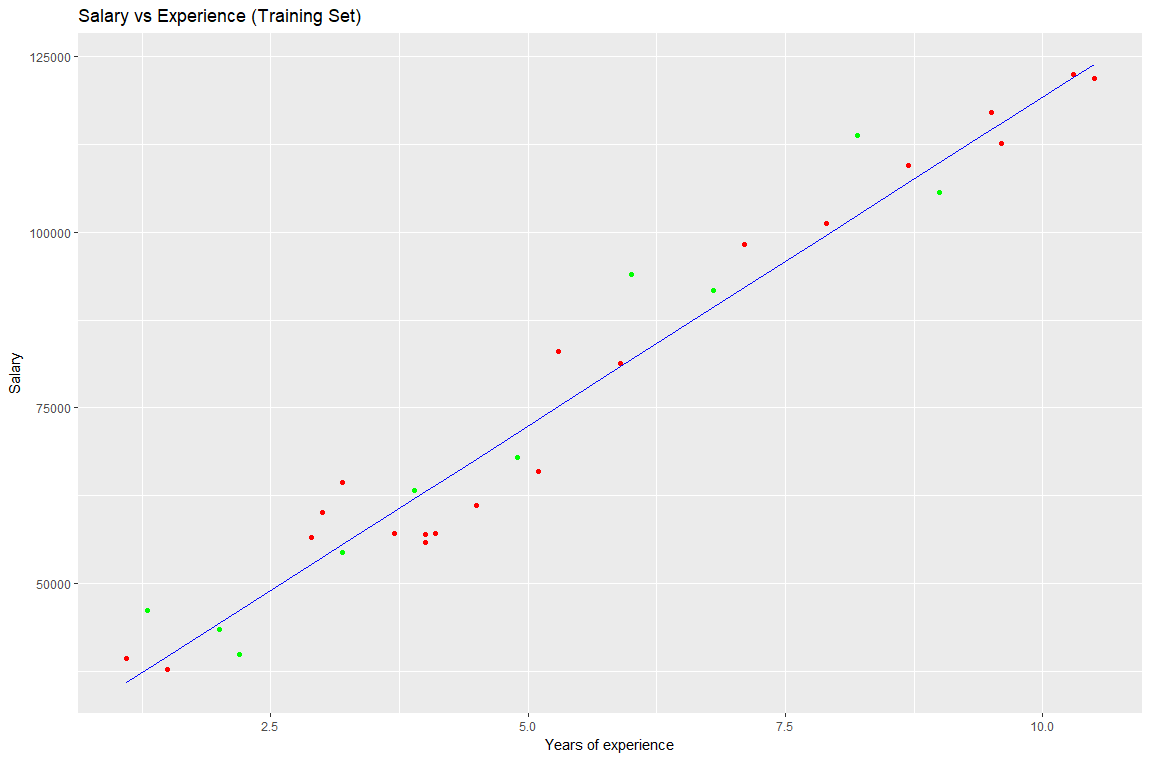 Salary vs Experience (Training Set)
125000
100000
75000
50000
Salary
2.5 5.0 7.5 10.0
Years of experience